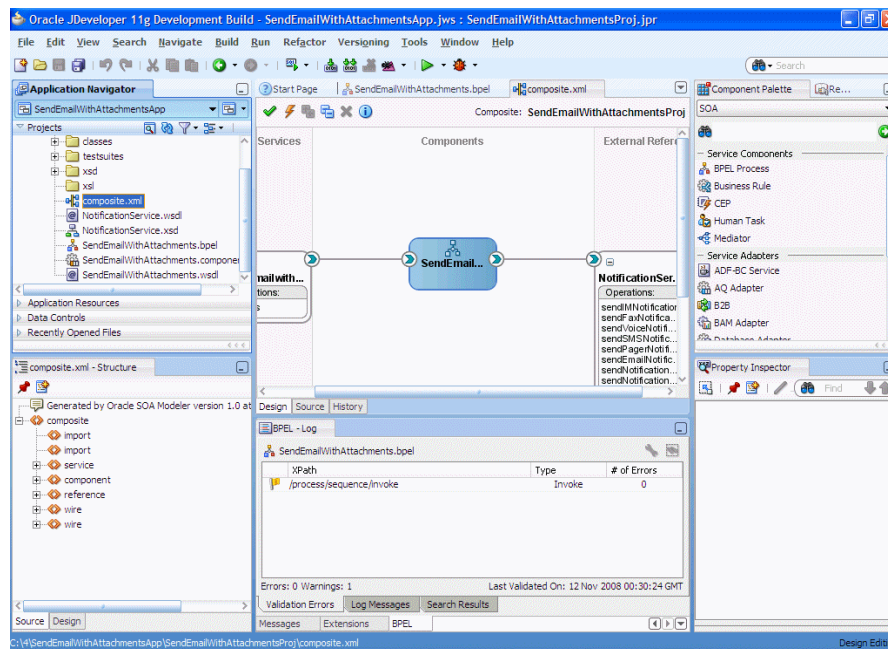 Oracle JDeveloper 11g Development Build - SendEmailWithAttachmentsApp.jws : SendEmailWithAttachmentsProj.jpr
File Edit View Search Navigate Build Run Refactor Versioning Tools Window Help
Search
Application Navigator
SendEmailWithAttachmentsApp
Projects
classes
testsuites
xsd
xsl
composite.xml
NotificationService.wsdl
NotificationService.xsd
SendEmailWithAttachments.bpel
SendEmailWithAttachments.componen
SendEmailWithAttachments.wsdl
Application Resources
Data Controls
Recently Opened Files
composite.xml - Structure
Generated by Oracle SOA Modeler version 1.0 at
composite
import
import
service
component
reference
wire
wire
Source Design
Start Page SendEmailWithAttachments.bpel composite.xml
Composite: SendEmailWithAttachmentsProj
Services Components External Refere
SendEmail...
mailwith...
tions:
s
NotificationSer...
Operations:
sendIMNotification
sendFaxNotifica...
sendVoiceNotifi...
sendSMSNotific...
sendPagerNotifi...
sendEmailNotific...
sendNotification...
sendNotification...
Design Source History
BPEL - Log
SendEmailWithAttachments.bpel
XPath Type # of Errors
/process/sequence/invoke Invoke 0
Errors: 0 Warnings: 1 Last Validated On: 12 Nov 2008 00:30:24 GMT
Validation Errors Log Messages Search Results
Messages Extensions BPEL
Component Palette Re...
SOA
Service Components
BPEL Process
Business Rule
CEP
Human Task
Mediator
Service Adapters
ADF-BC Service
AQ Adapter
B2B
BAM Adapter
Database Adapter
Property Inspector
Find
C:\4\SendEmailWithAttachmentsApp\SendEmailWithAttachmentsProj\composite.xml
Design Editi